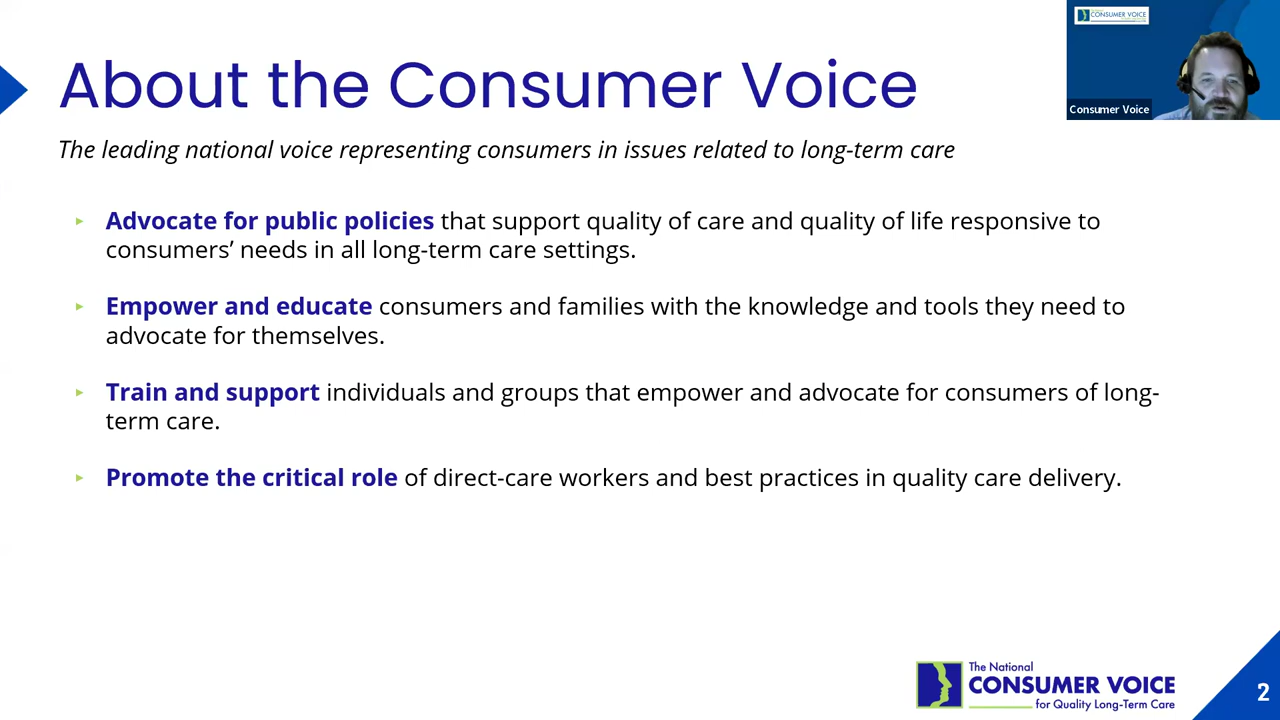 About the Consumer Voice
The leading national voice representing consumers in issues related to long-term care
▸ Advocate for public policies that support quality of care and quality of life responsive to
consumers’ needs in all long-term care settings.
▸ Empower and educate consumers and families with the knowledge and tools they need to
advocate for themselves.
▸ Train and support individuals and groups that empower and advocate for consumers of long-
term care.
▸ Promote the critical role of direct-care workers and best practices in quality care delivery.
CONSUMER VOICE
Consumer Voice
The National
CONSUMER VOICE
for Quality Long-Term Care
2